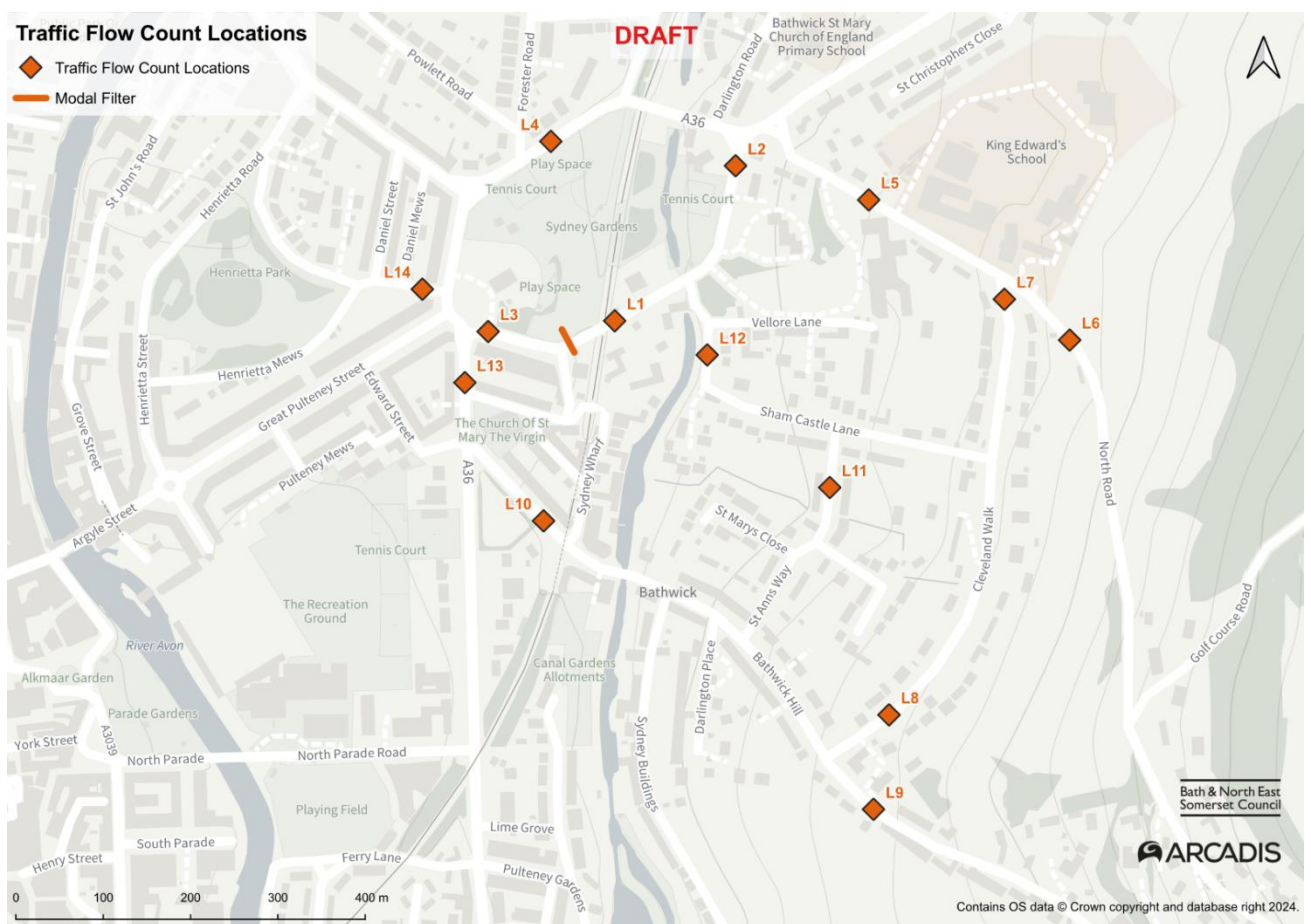 Traffic Flow Count Locations
Traffic Flow Count Locations
Modal Filter
DRAFT
Bathwick St Mary
Church of England
Primary School
St Christophers Close
Darlington Road
Forester Road
Powlett Road
A36
L4
L2
L5
King Edward's
School
Play Space
Tennis Court
Tennis Court
Sydney Gardens
St John's Road
Henrietta Road
Daniel Street
Daniel Mews
Henrietta Park
L14
Play Space
L3
L1
L7
L6
Vellore Lane
L12
L13
Henrietta Street
Henrietta Mews
Great Pulteney Street
Edward Street
Grove Street
The Church Of St
Mary The Virgin
Sham Castle Lane
Pulteney Mews
A36
Sydney Wharf
North Road
L11
L10
Argyle Street
Tennis Court
St Marys Close
Cleveland Walk
St Anns Way
Bathwick
The Recreation
Ground
River Avon
Golf Course Road
Canal Gardens
Allotments
Darlington Place
Bathwick Hill
Alkmaar Garden
Parade Gardens
L8
York Street
A3039
North Parade
North Parade Road
Sydney Buildings
L9
Playing Field
Bath & North East
Somerset Council
South Parade
Lime Grove
ARCADIS
Henry Street
Ferry Lane
Pulteney Gardens
0 100 200 300 400 m
Contains OS data © Crown copyright and database right 2024.